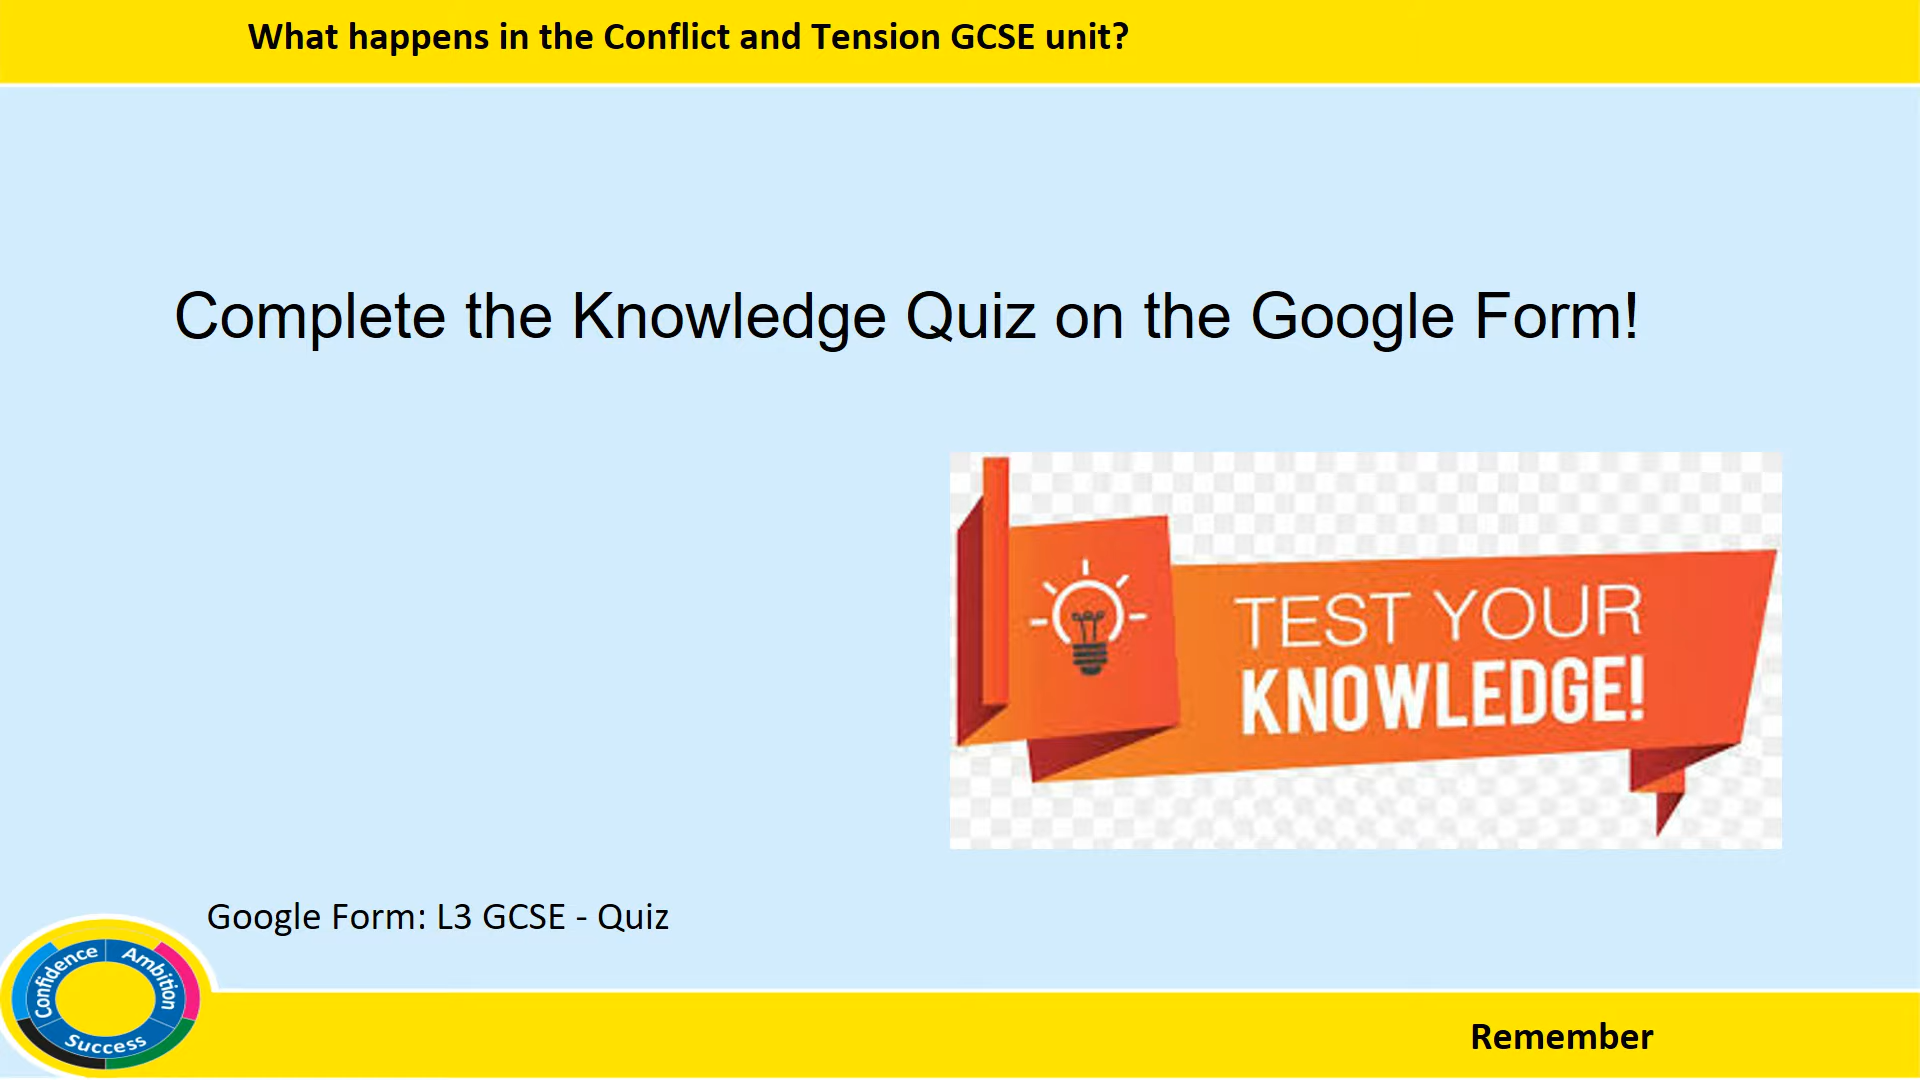 What happens in the Conflict and Tension GCSE unit?
Complete the Knowledge Quiz on the Google Form!
TEST YOUR
KNOWLEDGE!
Google Form: L3 GCSE - Quiz
Confidence
Ambition
Success
Remember